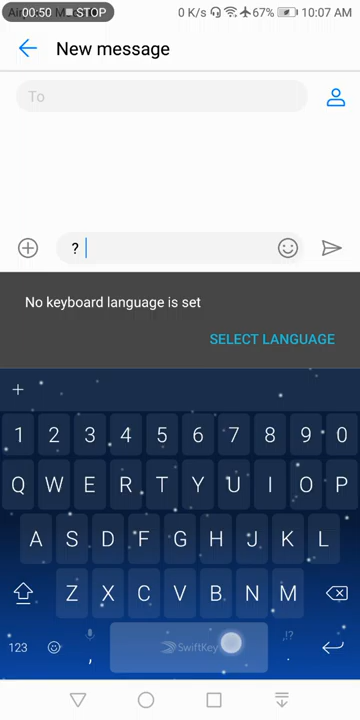 00:50 STOP 0 K/s 67% 10:07 AM
New message
To
?
No keyboard language is set
SELECT LANGUAGE
+
1 2 3 4 5 6 7 8 9 0
Q W E R T Y U I O P
A S D F G H J K L
Z X C V B N M
123 , SwiftKey ,!? .